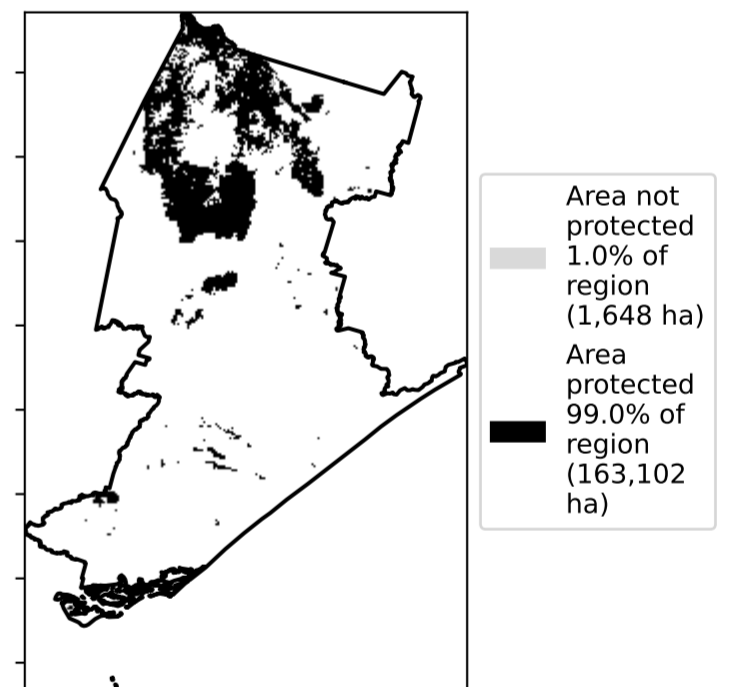 Area not
protected
1.0% of
region
(1,648 ha)
Area
protected
99.0% of
region
(163,102
ha)